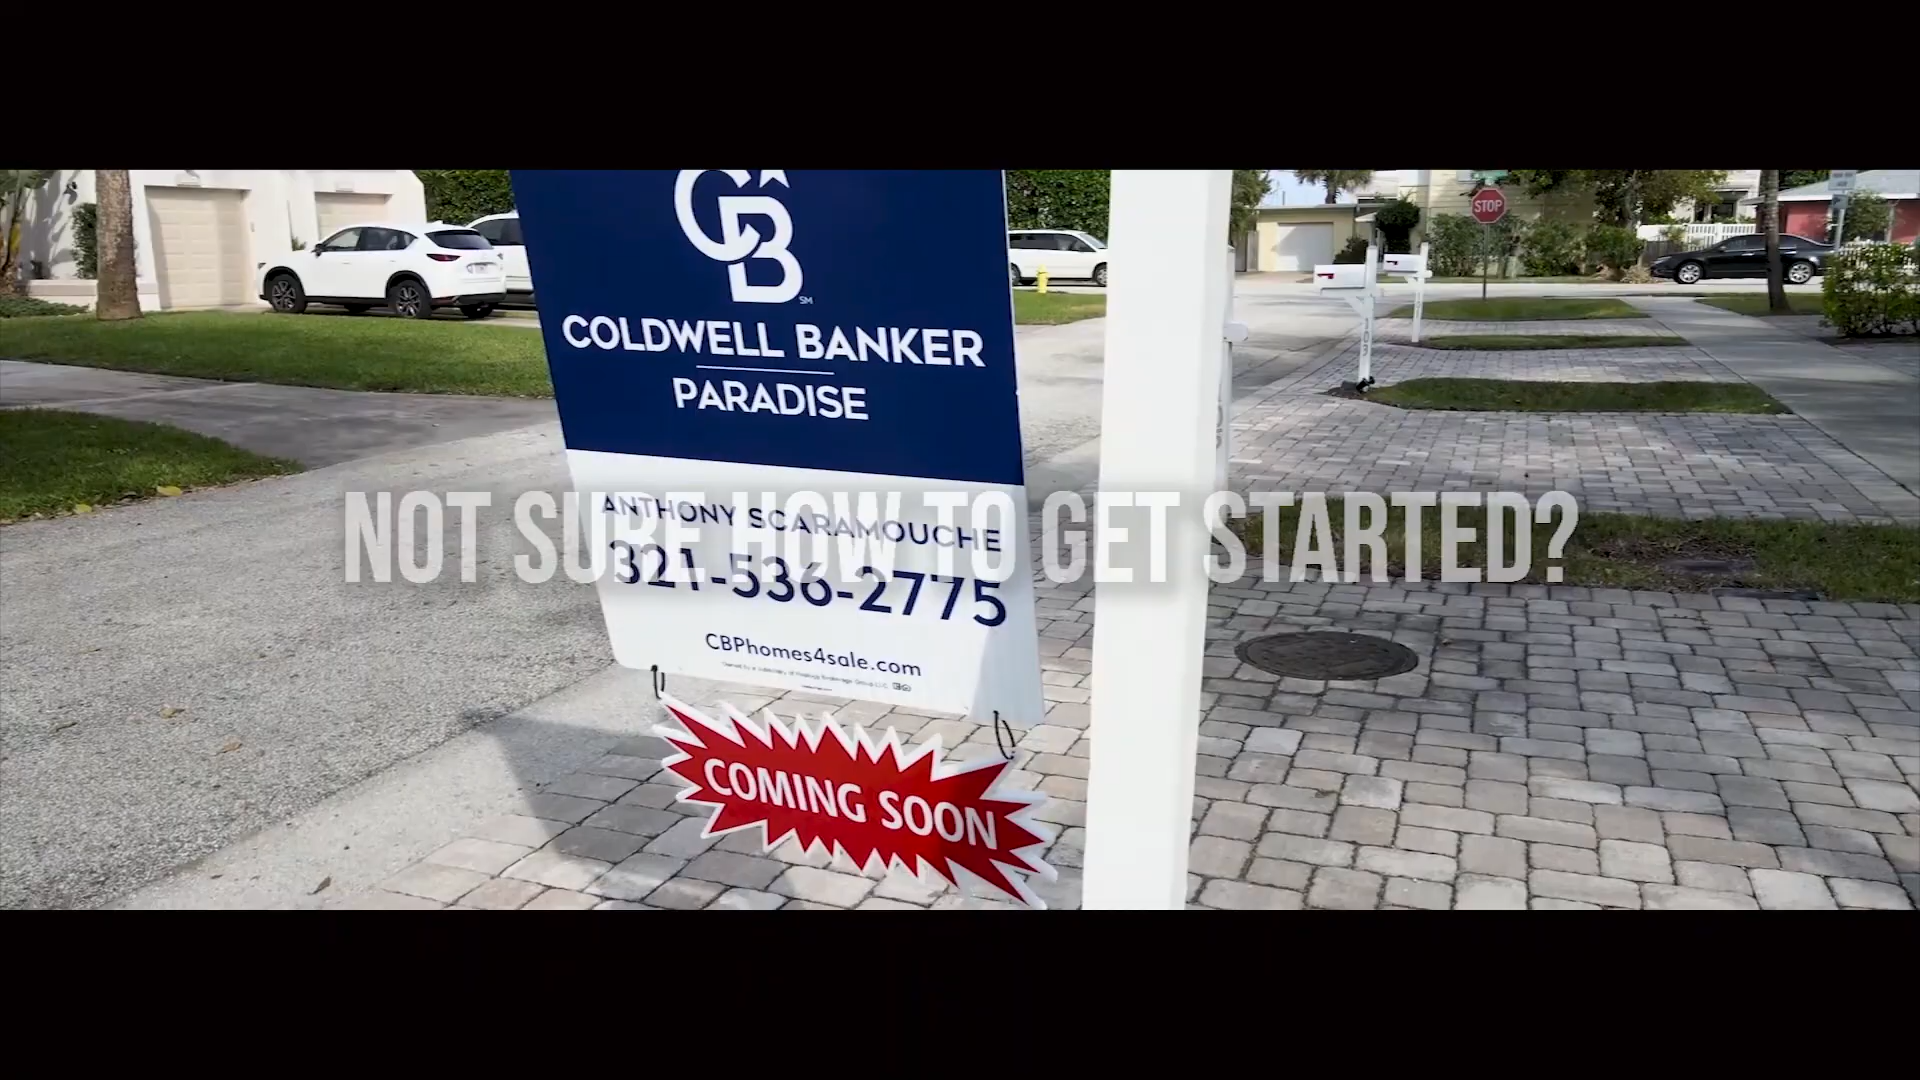 STOP
CB
SM
COLDWELL BANKER
PARADISE
103
ANTHONY SCARAMOUCHE
NOT SURE HOW TO GET STARTED?
321-536-2775
CBPhomes4sale.com
COMING SOON